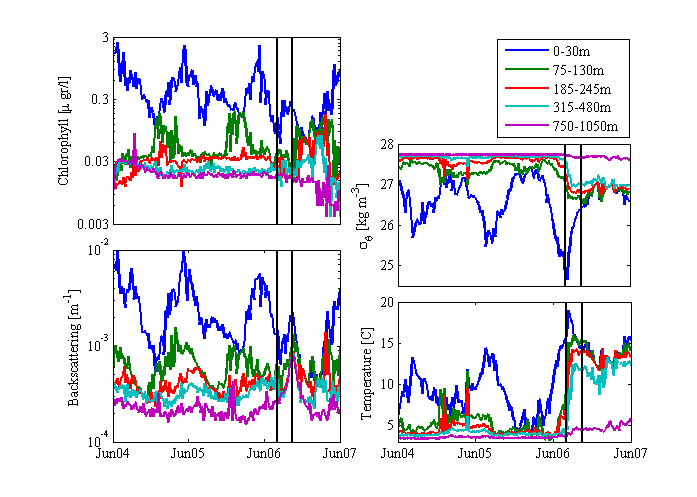 3
0.3
0.03
0.003
Chlorophyll [μ gr/l]
0-30m
75-130m
185-245m
315-480m
750-1050m
28
27
26
25
σθ [kg m-3]
10-2
10-3
10-4
Backscattering [m-1]
Jun04 Jun05 Jun06 Jun07
20
15
10
5
Temperature [C]
Jun04 Jun05 Jun06 Jun07